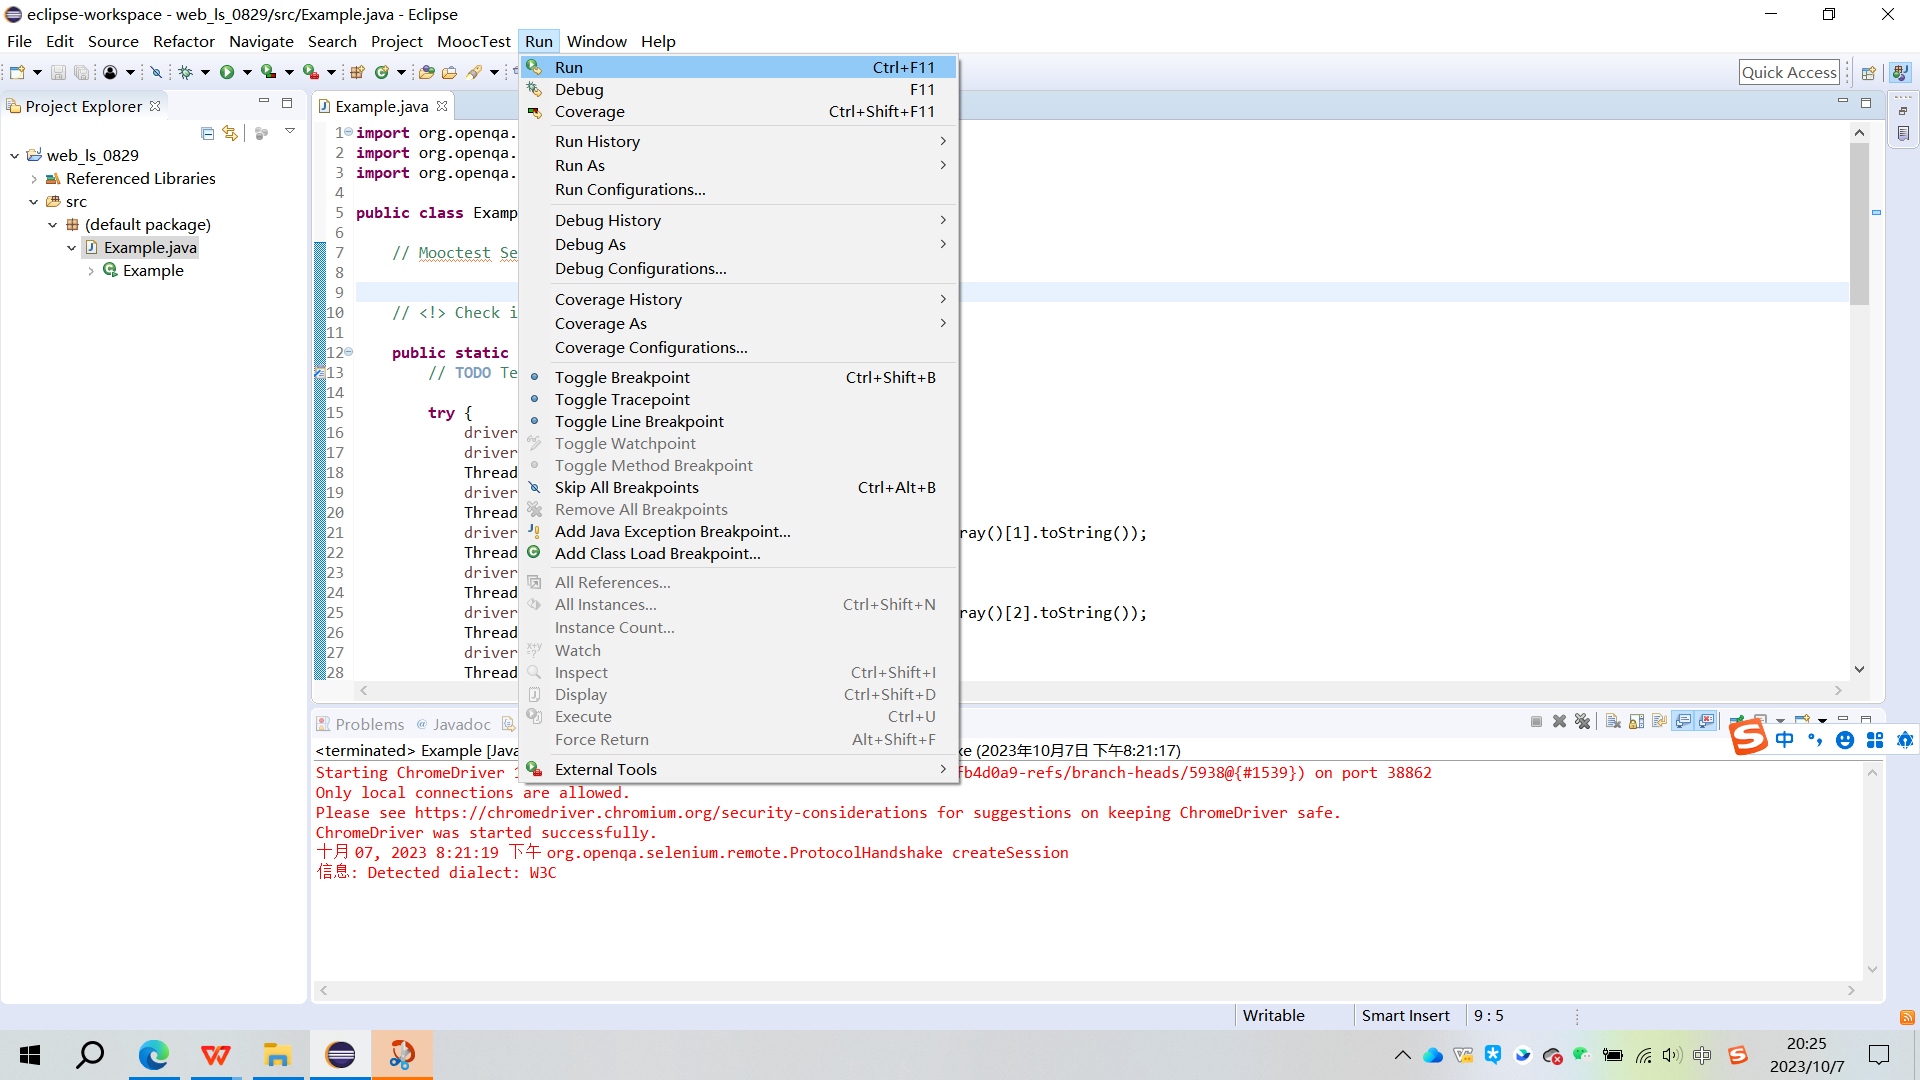 eclipse-workspace - web_ls_0829/src/Example.java - Eclipse
File Edit Source Refactor Navigate Search Project MoocTest Run Window Help
Quick Access
Project Explorer
web_ls_0829
Referenced Libraries
src
(default package)
Example.java
Example
Example.java
1 import org.openqa.
2 import org.openqa.
3 import org.openqa.
4
5 public class Examp
6
7 // Mooctest Se
8
9
10 // <!> Check i
11
12 public static
13 // TODO Te
14
15 try {
16 driver
17 driver
18 Thread
19 driver
20 Thread
21 driver ray()[1].toString());
22 Thread
23 driver
24 Thread
25 driver ray()[2].toString());
26 Thread
27 driver
28 Thread
Run Ctrl+F11
Debug F11
Coverage Ctrl+Shift+F11
Run History
Run As
Run Configurations...
Debug History
Debug As
Debug Configurations...
Coverage History
Coverage As
Coverage Configurations...
Toggle Breakpoint Ctrl+Shift+B
Toggle Tracepoint
Toggle Line Breakpoint
Toggle Watchpoint
Toggle Method Breakpoint
Skip All Breakpoints Ctrl+Alt+B
Remove All Breakpoints
Add Java Exception Breakpoint...
Add Class Load Breakpoint...
All References...
All Instances... Ctrl+Shift+N
Instance Count...
Watch
Inspect Ctrl+Shift+I
Display Ctrl+Shift+D
Execute Ctrl+U
Force Return Alt+Shift+F
External Tools
Problems @ Javadoc
<terminated> Example [Java xe (2023年10月7日 下午8:21:17)
Starting ChromeDriver 1 fb4d0a9-refs/branch-heads/5938@{#1539}) on port 38862
Only local connections are allowed.
Please see https://chromedriver.chromium.org/security-considerations for suggestions on keeping ChromeDriver safe.
ChromeDriver was started successfully.
十月 07, 2023 8:21:19 下午 org.openqa.selenium.remote.ProtocolHandshake createSession
信息: Detected dialect: W3C
中
Writable Smart Insert 9 : 5
中
20:25
2023/10/7